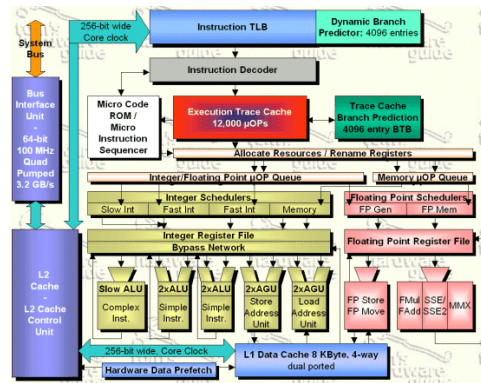 256-bit wide
Core clock
Instruction TLB
Dynamic Branch
Predictor: 4096 entries
System
Bus
Instruction Decoder
Bus
Interface
Unit
-
64-bit
100 MHz
Quad
Pumped
3.2 GB/s
Micro Code
ROM /
Micro
Instruction
Sequencer
Execution Trace Cache
12,000 µOPs
Trace Cache
Branch Prediction
4096 entry BTB
Allocate Resources / Rename Registers
Integer/Floating Point µOP Queue
Memory µOP Queue
Integer Schedulers
Slow Int
Fast Int
Fast Int
Memory
Floating Point Schedulers
FP Gen
FP Mem
Integer Register File
Bypass Network
Floating Point Register File
L2
Cache
-
L2 Cache
Control
Unit
Slow ALU
Complex
Inst.
2xALU
Simple
Instr.
2xALU
Simple
Instr.
2xAGU
Store
Address
Unit
2xAGU
Load
Address
Unit
FP Store
FP Move
FMul
FAdd
SSE/
SSE2
MMX
256-bit wide, Core Clock
L1 Data Cache 8 KByte, 4-way
dual ported
Hardware Data Prefetch